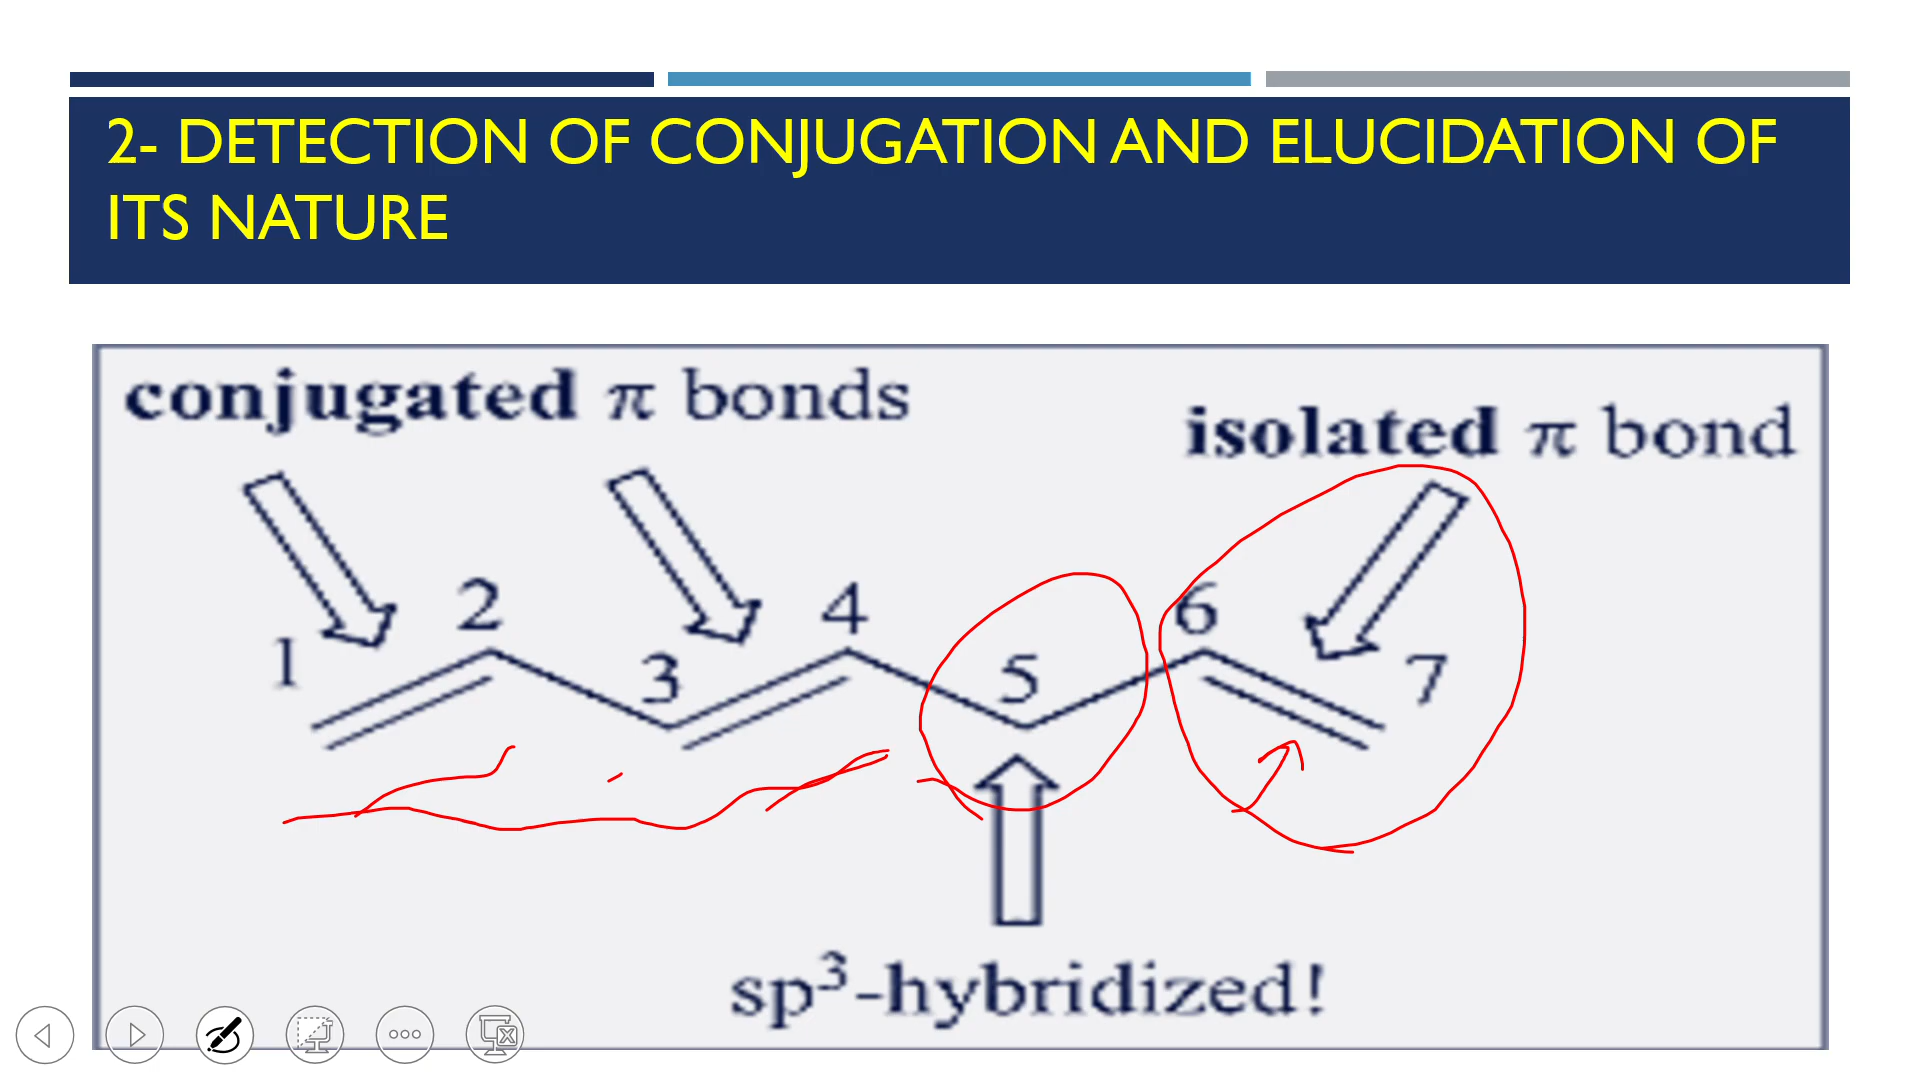 2- DETECTION OF CONJUGATION AND ELUCIDATION OF
ITS NATURE
conjugated π bonds
isolated π bond
1
2
3
4
5
6
7
sp³-hybridized!